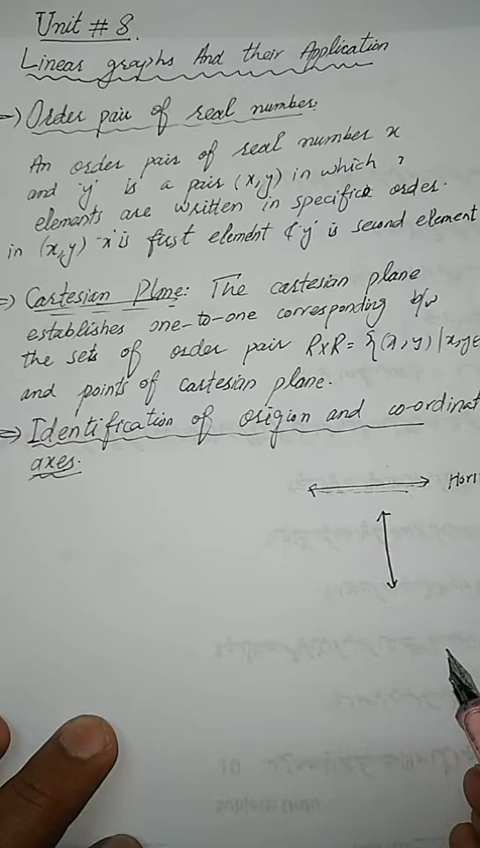 Unit # 8.
Linear graphs And their Application
=> Order pair of real number.
An order pair of real number x
and 'y' is a pair (x,y) in which
elements are written in specific order.
in (x,y) 'x' is first element & 'y' is second element
=> Cartesian Plane: The cartesian plane
establishes one-to-one corresponding b/w
the sets of order pair RxR = {(x,y) | x,y ∈
and points of cartesian plane.
=> Identification of origion and co-ordinat
axes.
Hori